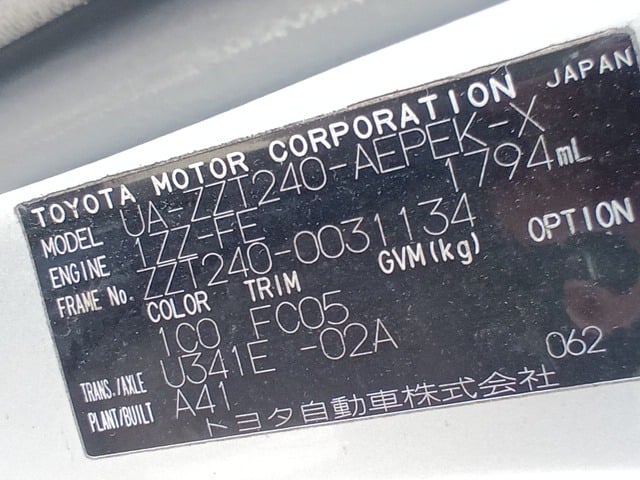 TOYOTA MOTOR CORPORATION JAPAN
MODEL UA-ZZT240-AEPEK-X
ENGINE 1ZZ-FE 1794mL
FRAME No. ZZT240-0031134
COLOR TRIM GVM(kg) OPTION
1C0 FC05
TRANS./AXLE U341E -02A
PLANT/BUILT A41 062
トヨタ自動車株式会社